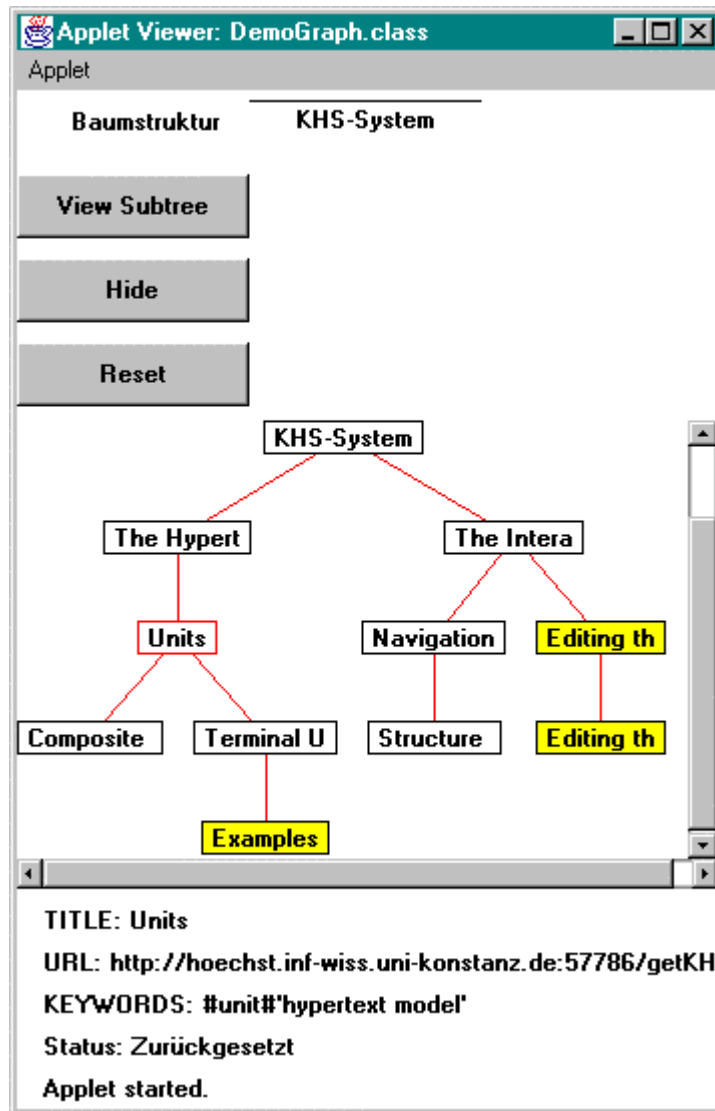 Applet Viewer: DemoGraph.class
Applet
Baumstruktur KHS-System
View Subtree
Hide
Reset
KHS-System
The Hypert The Intera
Units Navigation Editing th
Composite Terminal U Structure Editing th
Examples
TITLE: Units
URL: http://hoechst.inf-wiss.uni-konstanz.de:57786/getKH
KEYWORDS: #unit#'hypertext model'
Status: Zurückgesetzt
Applet started.